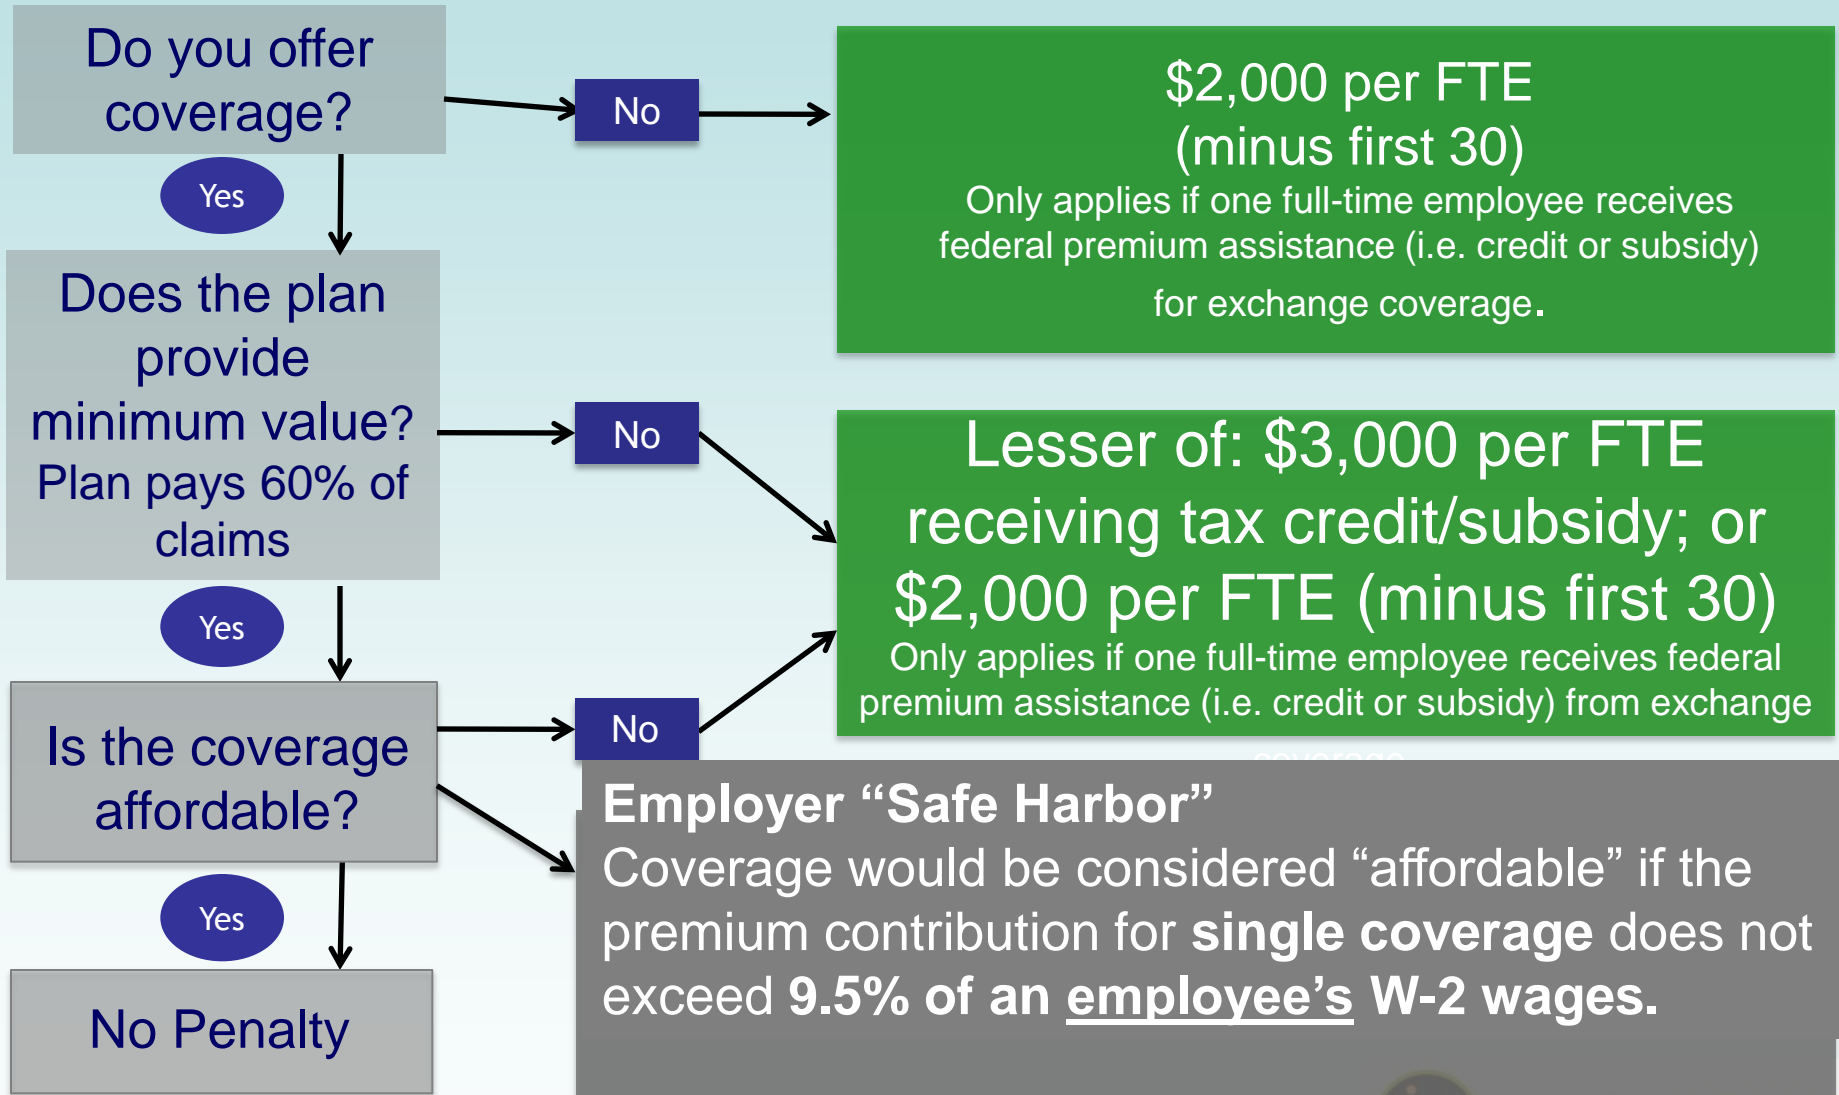 Do you offer
coverage?
No
$2,000 per FTE
(minus first 30)
Only applies if one full-time employee receives
federal premium assistance (i.e. credit or subsidy)
for exchange coverage.
Yes
Does the plan
provide
minimum value?
Plan pays 60% of
claims
No
Lesser of: $3,000 per FTE
receiving tax credit/subsidy; or
$2,000 per FTE (minus first 30)
Only applies if one full-time employee receives federal
premium assistance (i.e. credit or subsidy) from exchange
coverage
Yes
Is the coverage
affordable?
No
Employer “Safe Harbor”
Coverage would be considered “affordable” if the
premium contribution for single coverage does not
exceed 9.5% of an employee’s W-2 wages.
Yes
No Penalty